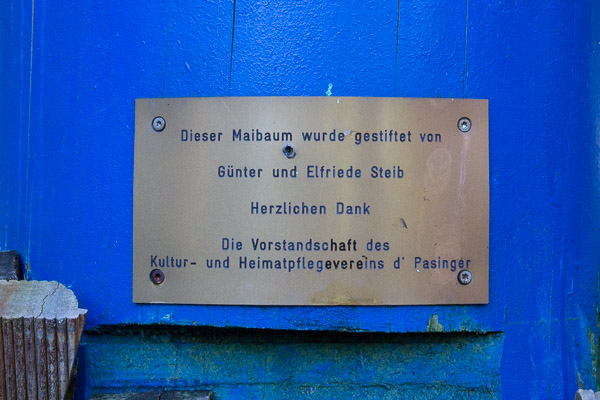 Dieser Maibaum wurde gestiftet von
Günter und Elfriede Steib
Herzlichen Dank
Die Vorstandschaft des
Kultur- und Heimatpflegevereins d' Pasinger